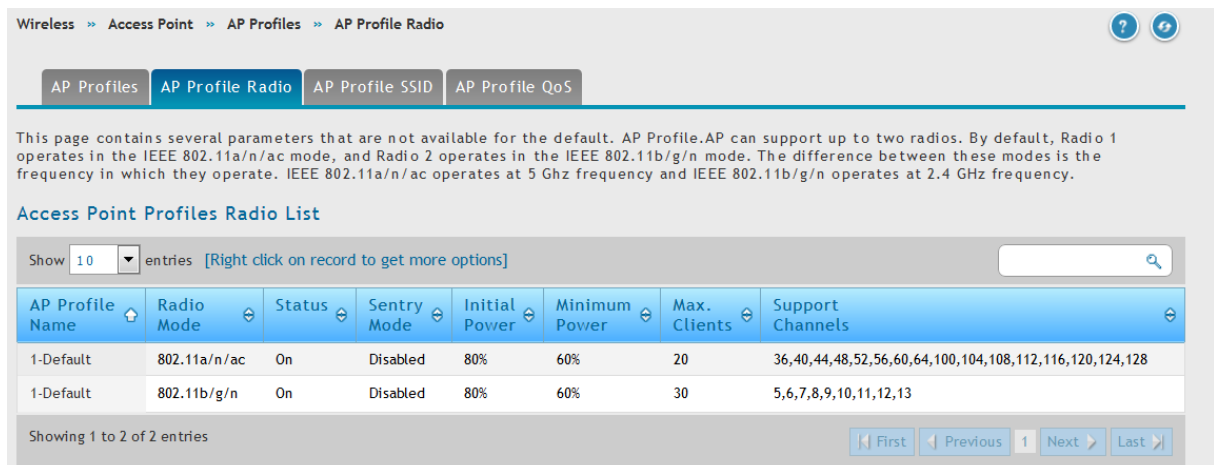 Wireless » Access Point » AP Profiles » AP Profile Radio
?
AP Profiles AP Profile Radio AP Profile SSID AP Profile QoS
This page contains several parameters that are not available for the default. AP Profile.AP can support up to two radios. By default, Radio 1
operates in the IEEE 802.11a/n/ac mode, and Radio 2 operates in the IEEE 802.11b/g/n mode. The difference between these modes is the
frequency in which they operate. IEEE 802.11a/n/ac operates at 5 Ghz frequency and IEEE 802.11b/g/n operates at 2.4 GHz frequency.
Access Point Profiles Radio List
Show 10 entries [Right click on record to get more options]
AP Profile Name Radio Mode Status Sentry Mode Initial Power Minimum Power Max. Clients Support Channels
1-Default 802.11a/n/ac On Disabled 80% 60% 20 36,40,44,48,52,56,60,64,100,104,108,112,116,120,124,128
1-Default 802.11b/g/n On Disabled 80% 60% 30 5,6,7,8,9,10,11,12,13
Showing 1 to 2 of 2 entries
First Previous 1 Next Last